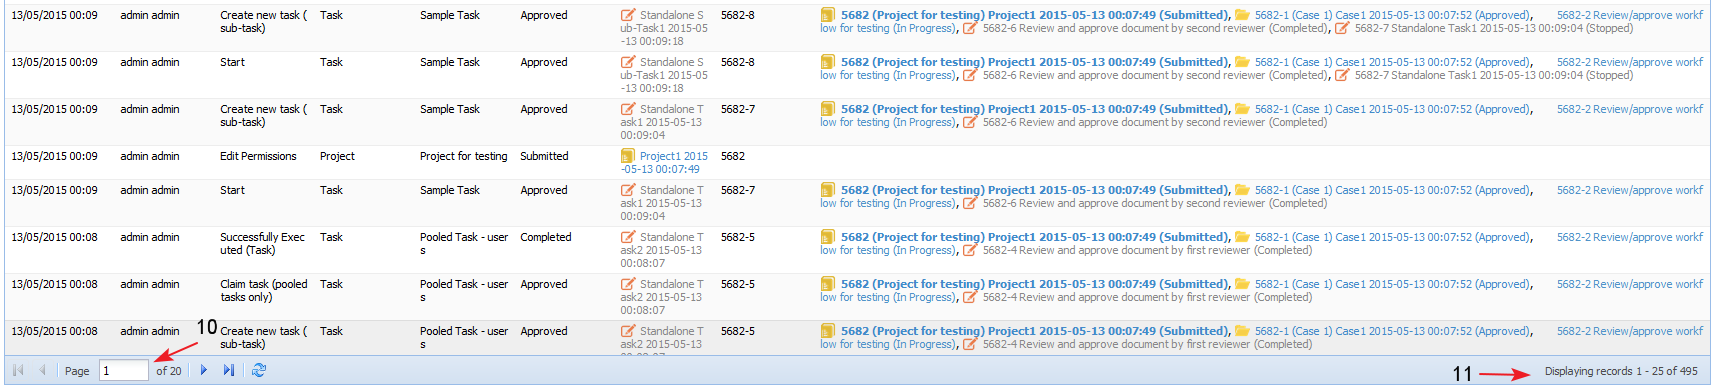 13/05/2015 00:09 admin admin Create new task ( Task Sample Task Approved Standalone S 5682-8 5682 (Project for testing) Project1 2015-05-13 00:07:49 (Submitted), 5682-1 (Case 1) Case1 2015-05-13 00:07:52 (Approved), 5682-2 Review/approve workf
sub-task) ub-Task1 2015-05 low for testing (In Progress), 5682-6 Review and approve document by second reviewer (Completed), 5682-7 Standalone Task1 2015-05-13 00:09:04 (Stopped)
-13 00:09:18
13/05/2015 00:09 admin admin Start Task Sample Task Approved Standalone S 5682-8 5682 (Project for testing) Project1 2015-05-13 00:07:49 (Submitted), 5682-1 (Case 1) Case1 2015-05-13 00:07:52 (Approved), 5682-2 Review/approve workf
ub-Task1 2015-05 low for testing (In Progress), 5682-6 Review and approve document by second reviewer (Completed), 5682-7 Standalone Task1 2015-05-13 00:09:04 (Stopped)
-13 00:09:18
13/05/2015 00:09 admin admin Create new task ( Task Sample Task Approved Standalone T 5682-7 5682 (Project for testing) Project1 2015-05-13 00:07:49 (Submitted), 5682-1 (Case 1) Case1 2015-05-13 00:07:52 (Approved), 5682-2 Review/approve workf
sub-task) ask1 2015-05-13 low for testing (In Progress), 5682-6 Review and approve document by second reviewer (Completed)
00:09:04
13/05/2015 00:09 admin admin Edit Permissions Project Project for testing Submitted Project1 2015 5682
-05-13 00:07:49
13/05/2015 00:09 admin admin Start Task Sample Task Approved Standalone T 5682-7 5682 (Project for testing) Project1 2015-05-13 00:07:49 (Submitted), 5682-1 (Case 1) Case1 2015-05-13 00:07:52 (Approved), 5682-2 Review/approve workf
ask1 2015-05-13 low for testing (In Progress), 5682-6 Review and approve document by second reviewer (Completed)
00:09:04
13/05/2015 00:08 admin admin Successfully Exec Task Pooled Task - user Completed Standalone T 5682-5 5682 (Project for testing) Project1 2015-05-13 00:07:49 (Submitted), 5682-1 (Case 1) Case1 2015-05-13 00:07:52 (Approved), 5682-2 Review/approve workf
uted (Task) s ask2 2015-05-13 low for testing (In Progress), 5682-4 Review and approve document by first reviewer (Completed)
00:08:07
13/05/2015 00:08 admin admin Claim task (pooled Task Pooled Task - user Approved Standalone T 5682-5 5682 (Project for testing) Project1 2015-05-13 00:07:49 (Submitted), 5682-1 (Case 1) Case1 2015-05-13 00:07:52 (Approved), 5682-2 Review/approve workf
tasks only) s ask2 2015-05-13 low for testing (In Progress), 5682-4 Review and approve document by first reviewer (Completed)
00:08:07
13/05/2015 00:08 admin admin 10 Create new task ( Task Pooled Task - user Approved Standalone T 5682-5 5682 (Project for testing) Project1 2015-05-13 00:07:49 (Submitted), 5682-1 (Case 1) Case1 2015-05-13 00:07:52 (Approved), 5682-2 Review/approve workf
sub-task) s ask2 2015-05-13 low for testing (In Progress), 5682-4 Review and approve document by first reviewer (Completed)
00:08:07
Page 1 of 20 11 Displaying records 1 - 25 of 495